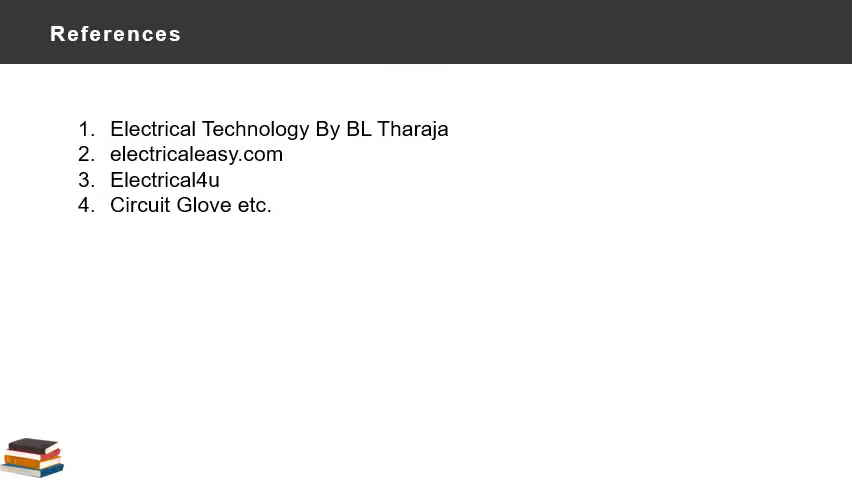 References
1. Electrical Technology By BL Tharaja
2. electricaleasy.com
3. Electrical4u
4. Circuit Glove etc.